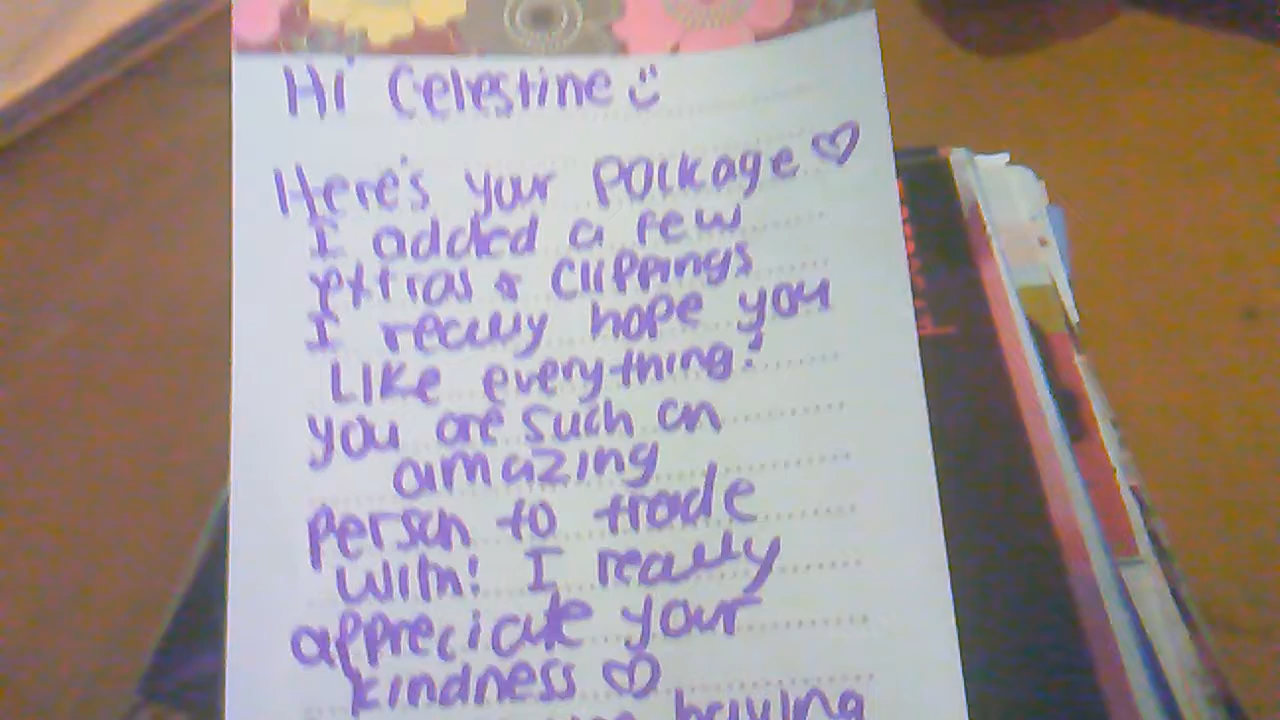 Hi Celestine
Here's your package
I added a few
extras & clippings
I really hope you
Like everything!
you are such an
amazing
person to trade
with! I really
appreciate your
kindness